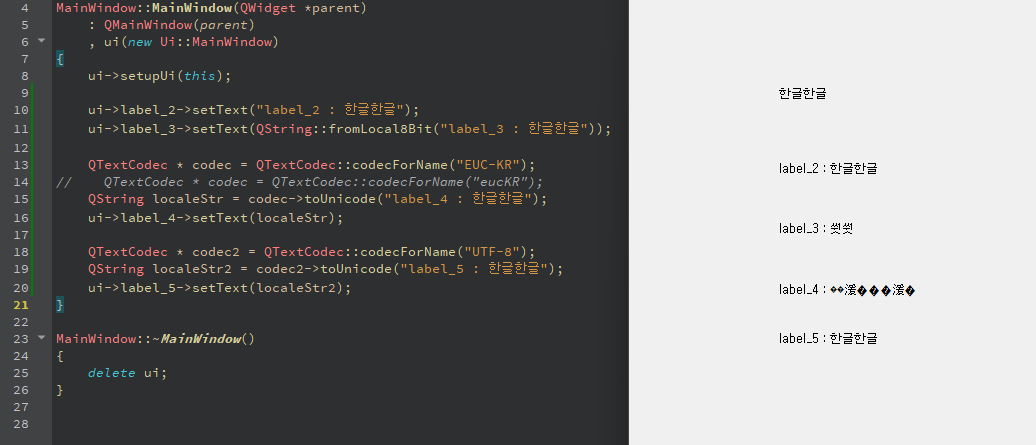 4 MainWindow::MainWindow(QWidget *parent)
5     : QMainWindow(parent)
6     , ui(new Ui::MainWindow)
7 {
8     ui->setupUi(this);
9
10     ui->label_2->setText("label_2 : 한글한글");
11     ui->label_3->setText(QString::fromLocal8Bit("label_3 : 한글한글"));
12
13     QTextCodec * codec = QTextCodec::codecForName("EUC-KR");
14 //    QTextCodec * codec = QTextCodec::codecForName("eucKR");
15     QString localeStr = codec->toUnicode("label_4 : 한글한글");
16     ui->label_4->setText(localeStr);
17
18     QTextCodec * codec2 = QTextCodec::codecForName("UTF-8");
19     QString localeStr2 = codec2->toUnicode("label_5 : 한글한글");
20     ui->label_5->setText(localeStr2);
21 }
22
23 MainWindow::~MainWindow()
24 {
25     delete ui;
26 }
27
28
한글한글
label_2 : 한글한글
label_3 : 씠씠
label_4 : ��湲���湲�
label_5 : 한글한글